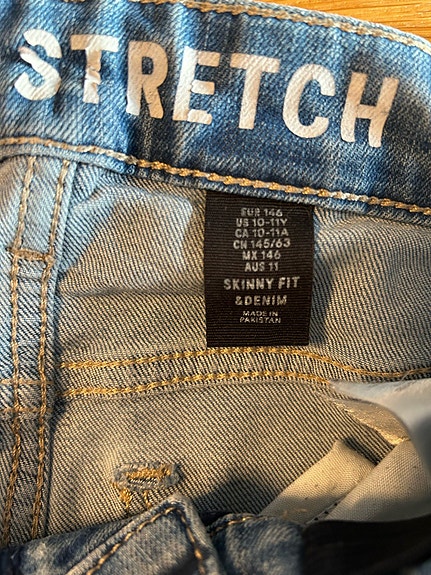 STRETCH
EUR 146
US 10-11Y
CA 10-11A
CN 145/63
MX 146
AUS 11
SKINNY FIT
&DENIM
MADE IN
PAKISTAN